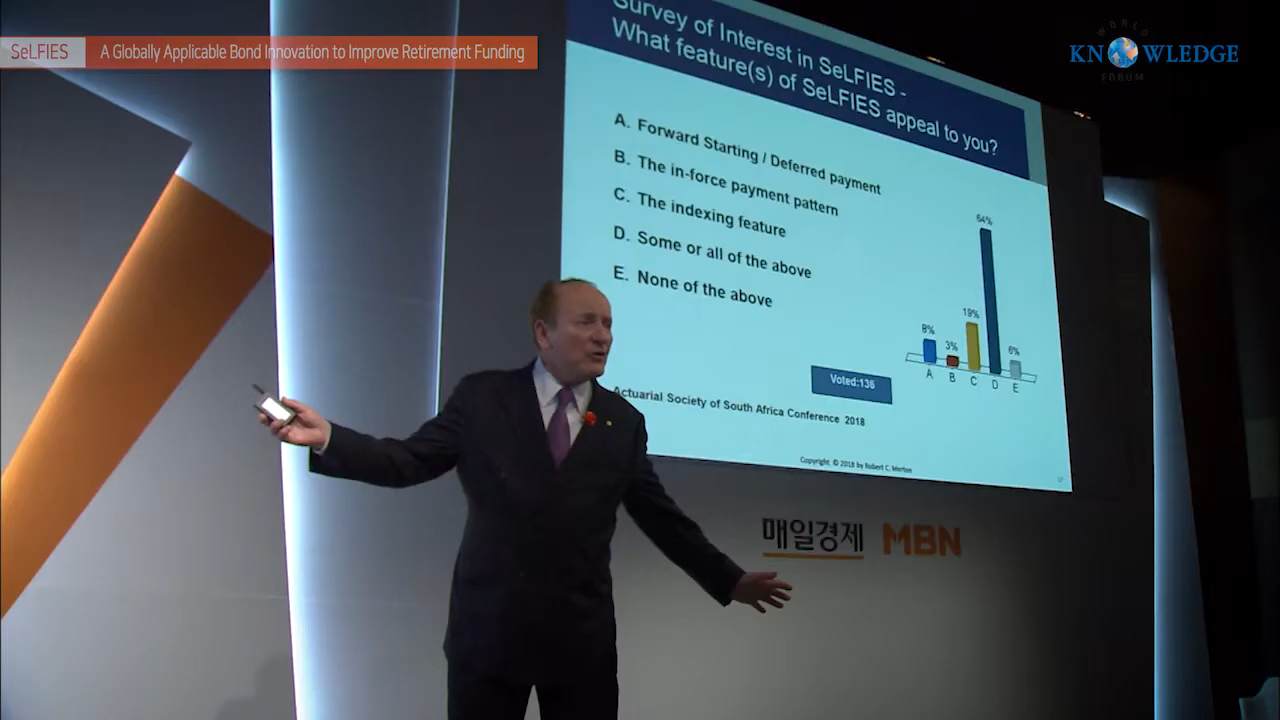 SeLFIES A Globally Applicable Bond Innovation to Improve Retirement Funding
WORLD
KNOWLEDGE
FORUM
Survey of Interest in SeLFIES -
What feature(s) of SeLFIES appeal to you?
A. Forward Starting / Deferred payment
B. The in-force payment pattern
C. The indexing feature
D. Some or all of the above
E. None of the above
64%
19%
8%
3%
6%
A B C D E
Voted:136
Actuarial Society of South Africa Conference 2018
Copyright © 2018 by Robert C. Merton
매일경제 MBN